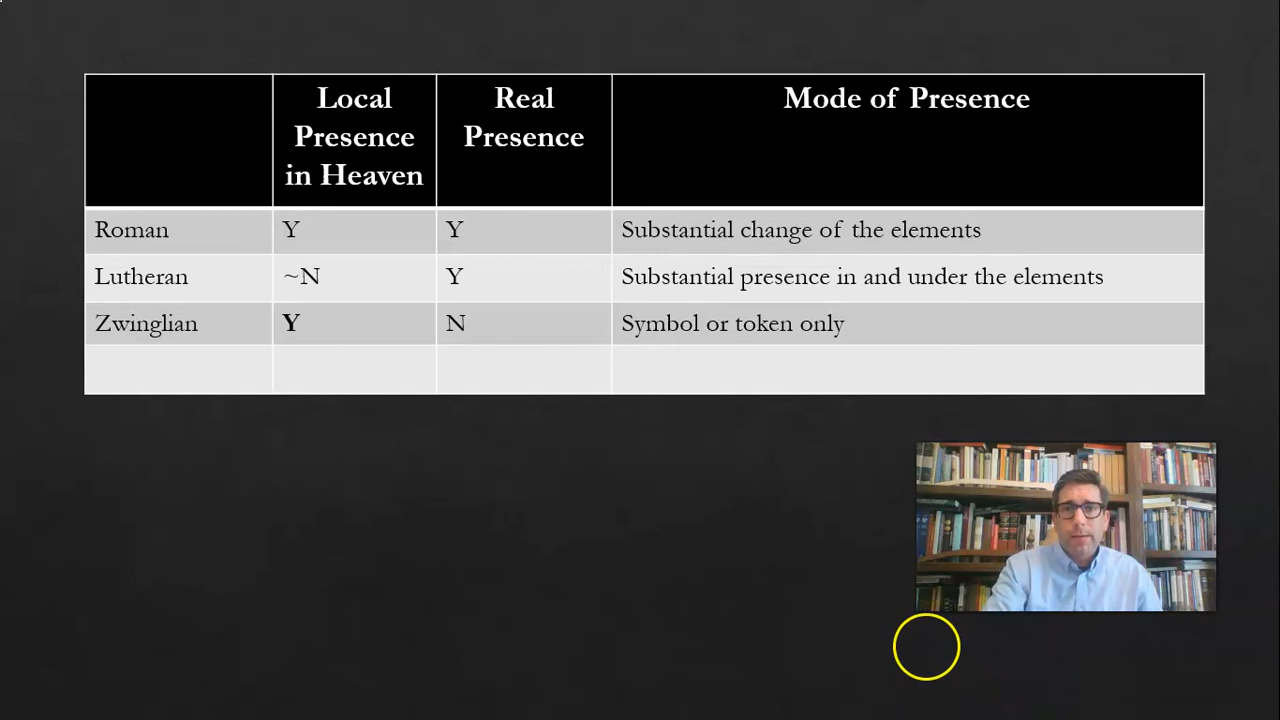 Local
Presence
in Heaven
Real
Presence
Mode of Presence
Roman Y Y Substantial change of the elements
Lutheran ~N Y Substantial presence in and under the elements
Zwinglian Y N Symbol or token only